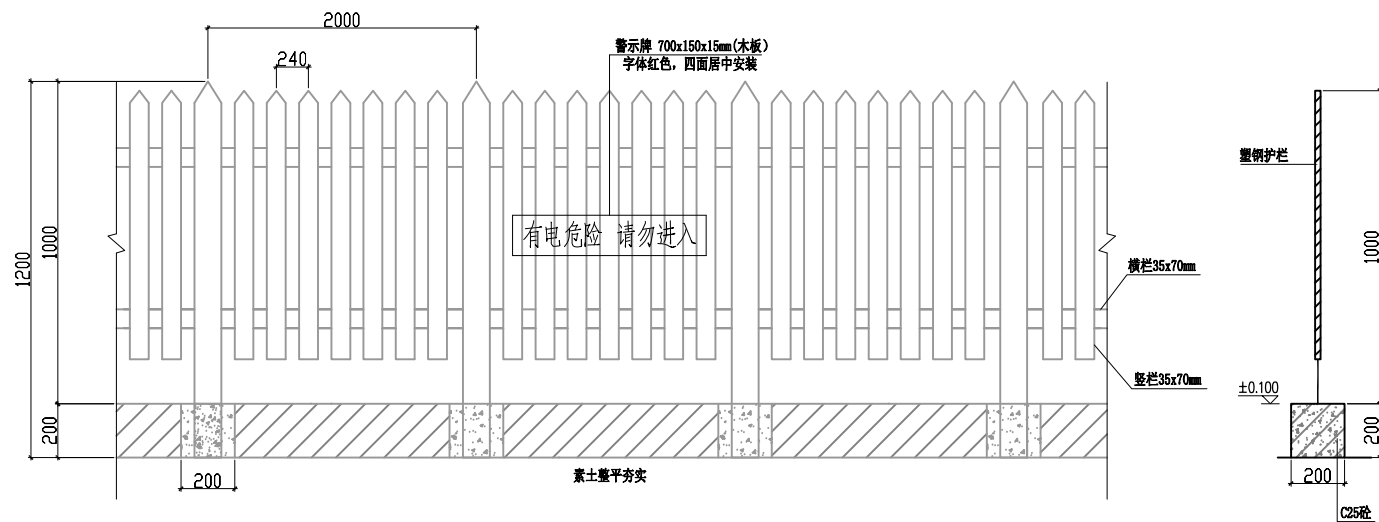 2000
警示牌 700x150x15mm(木板)
字体红色，四面居中安装
240
塑钢护栏
1200
1000
1000
有电危险 请勿进入
横栏35x70mm
竖栏35x70mm
±0.100
200
200
素土整平夯实
200
200
C25砼